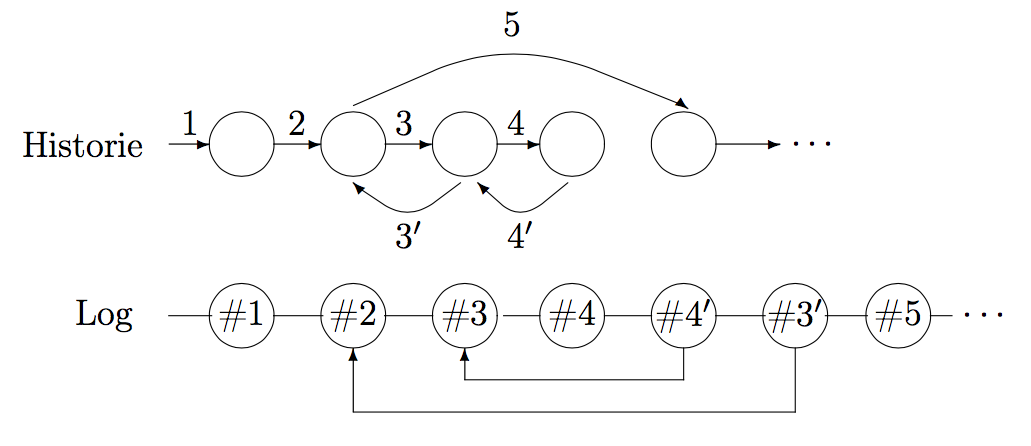 5
Historie 1 2 3 4 ...
3′ 4′
Log #1 #2 #3 #4 #4′ #3′ #5 ...